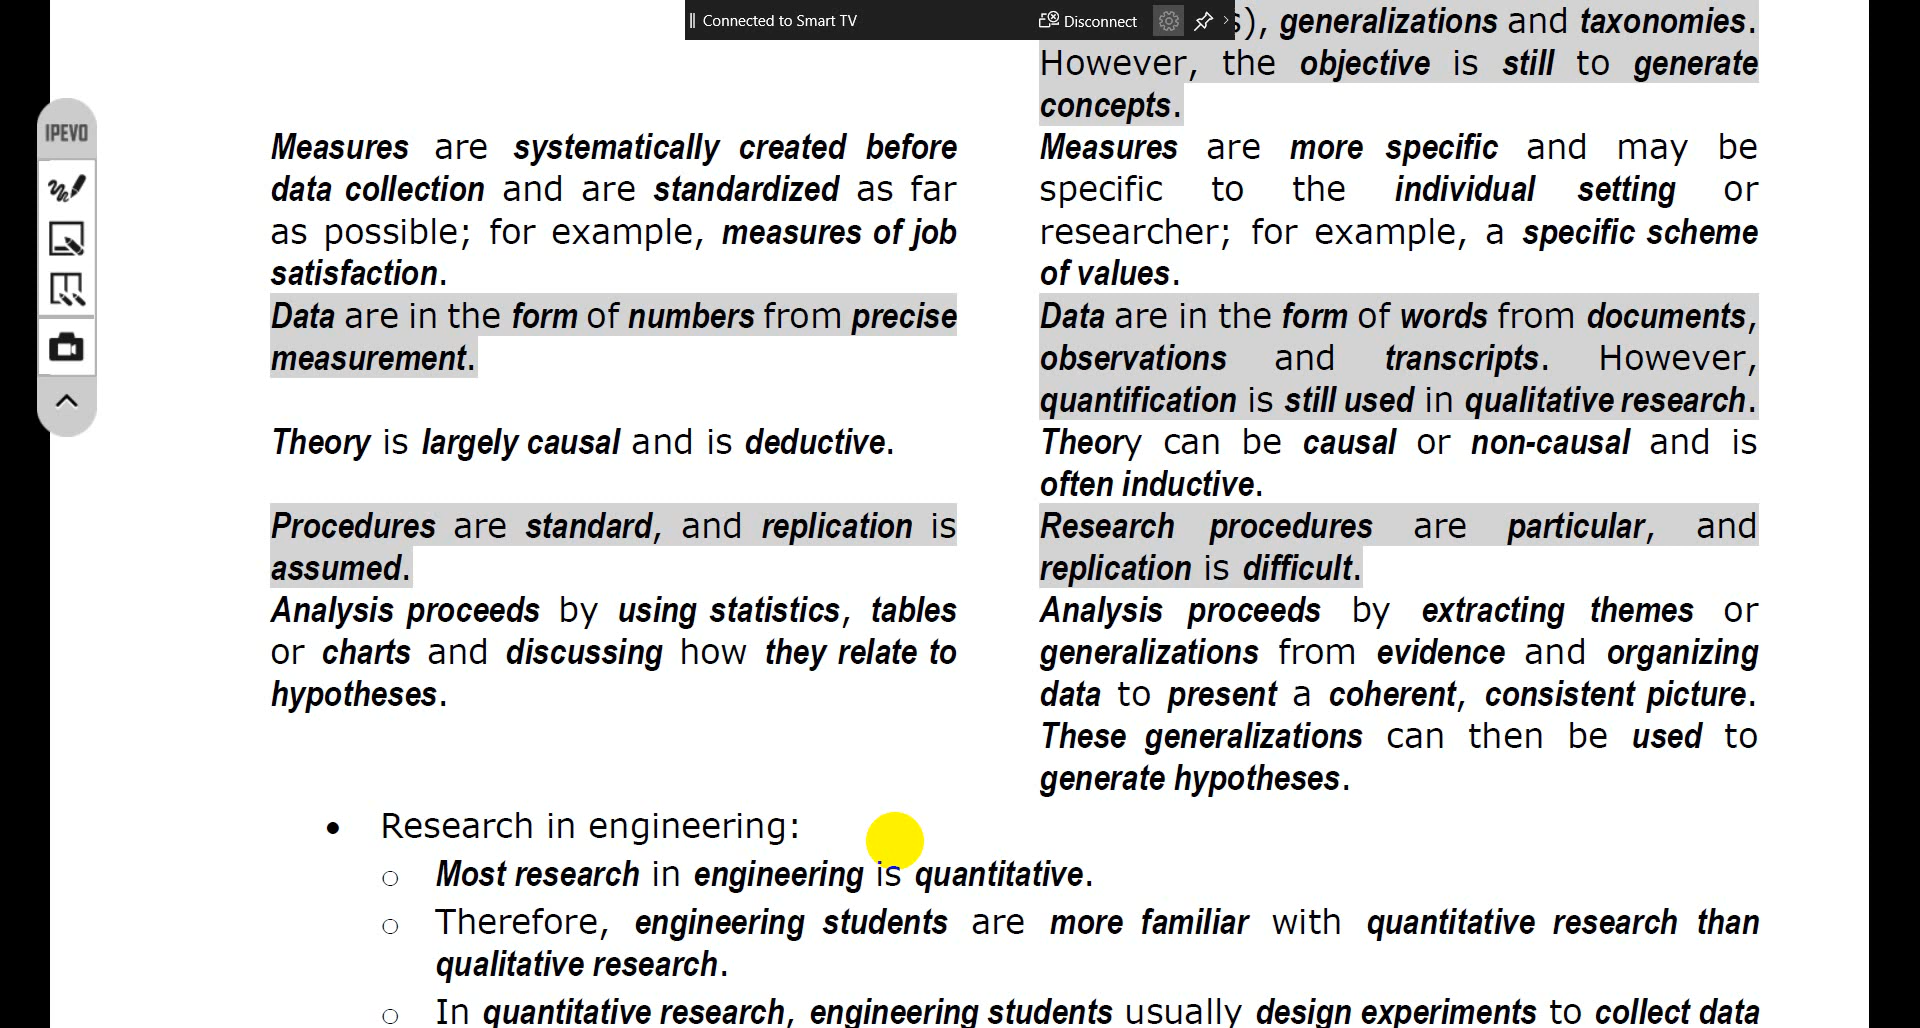 Connected to Smart TV
Disconnect
s), generalizations and taxonomies.
However, the objective is still to generate
concepts.
IPEVO
Measures are systematically created before
data collection and are standardized as far
as possible; for example, measures of job
satisfaction.
Measures are more specific and may be
specific to the individual setting or
researcher; for example, a specific scheme
of values.
Data are in the form of numbers from precise
measurement.
Data are in the form of words from documents,
observations and transcripts. However,
quantification is still used in qualitative research.
Theory is largely causal and is deductive.
Theory can be causal or non-causal and is
often inductive.
Procedures are standard, and replication is
assumed.
Research procedures are particular, and
replication is difficult.
Analysis proceeds by using statistics, tables
or charts and discussing how they relate to
hypotheses.
Analysis proceeds by extracting themes or
generalizations from evidence and organizing
data to present a coherent, consistent picture.
These generalizations can then be used to
generate hypotheses.
• Research in engineering:
○ Most research in engineering is quantitative.
○ Therefore, engineering students are more familiar with quantitative research than
qualitative research.
○ In quantitative research, engineering students usually design experiments to collect data